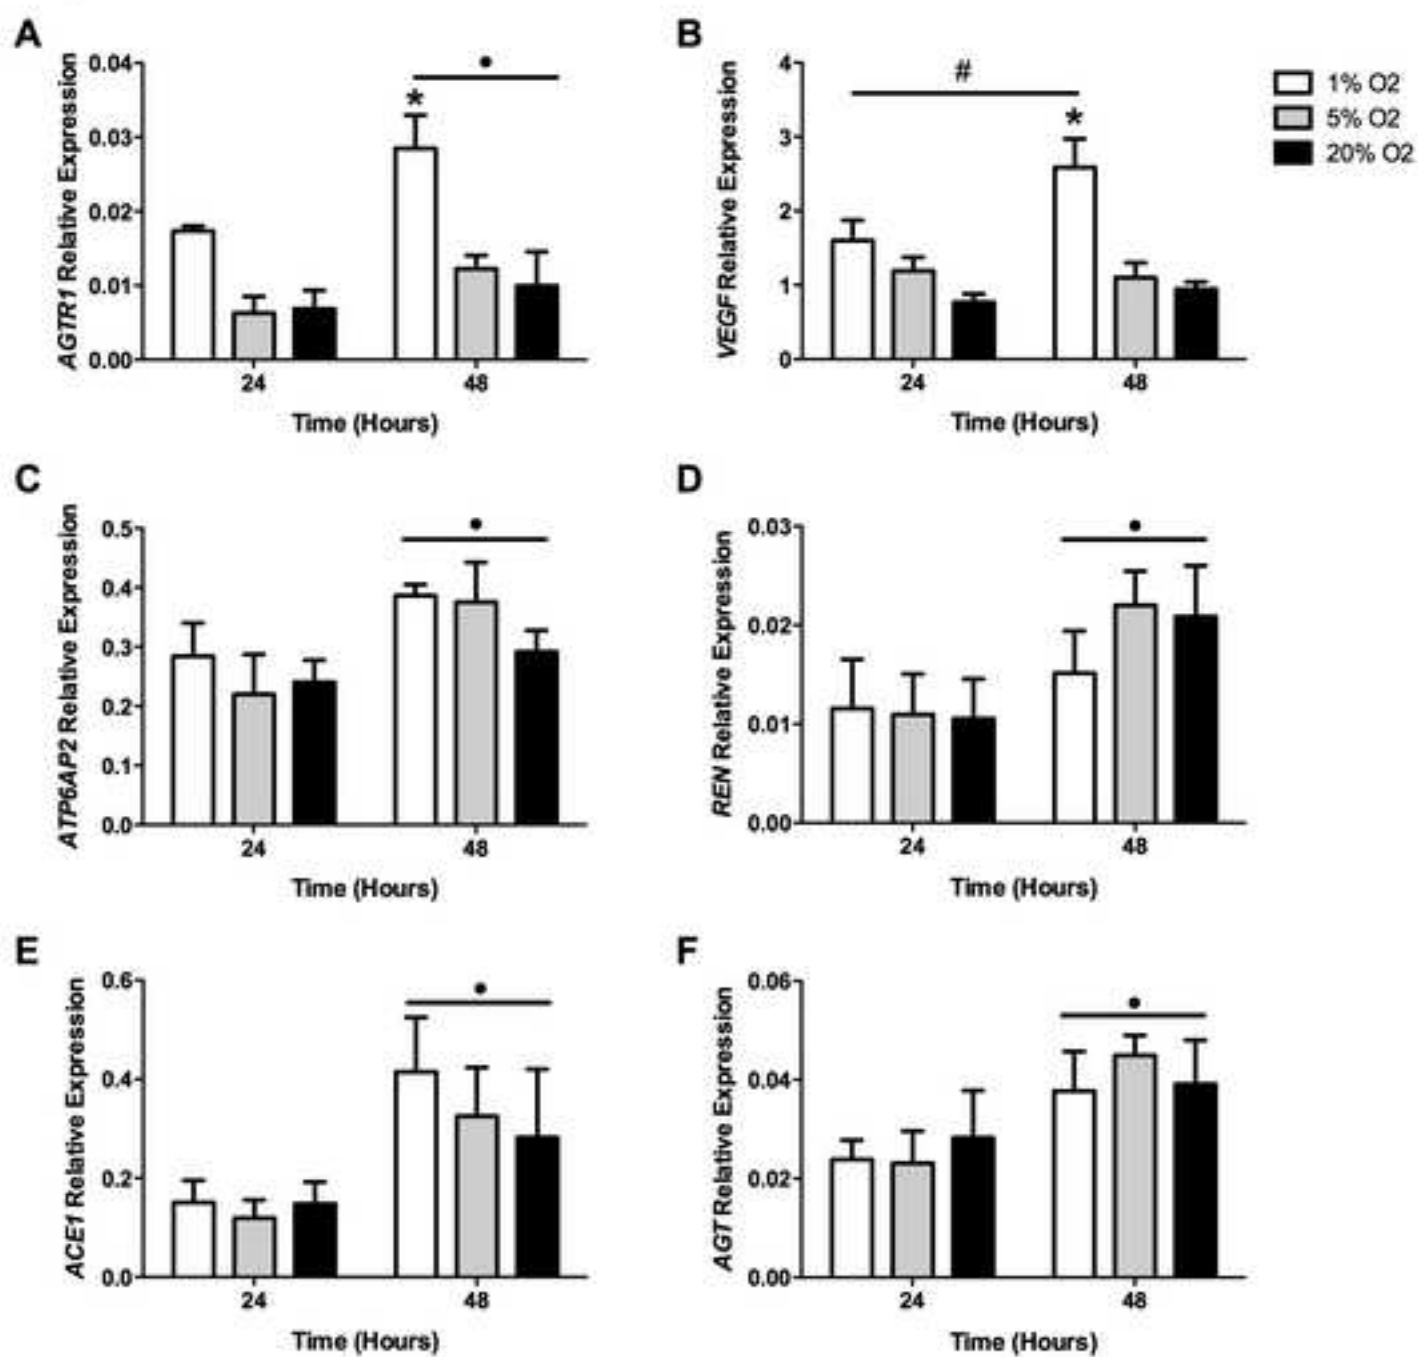 A
AGTR1 Relative Expression
0.04
0.03
0.02
0.01
0.00
*
•
24 48
Time (Hours)
B
VEGF Relative Expression
4
3
2
1
0
#
*
24 48
Time (Hours)
1% O2
5% O2
20% O2
C
ATP6AP2 Relative Expression
0.5
0.4
0.3
0.2
0.1
0.0
•
24 48
Time (Hours)
D
REN Relative Expression
0.03
0.02
0.01
0.00
•
24 48
Time (Hours)
E
ACE1 Relative Expression
0.6
0.4
0.2
0.0
•
24 48
Time (Hours)
F
AGT Relative Expression
0.06
0.04
0.02
0.00
•
24 48
Time (Hours)